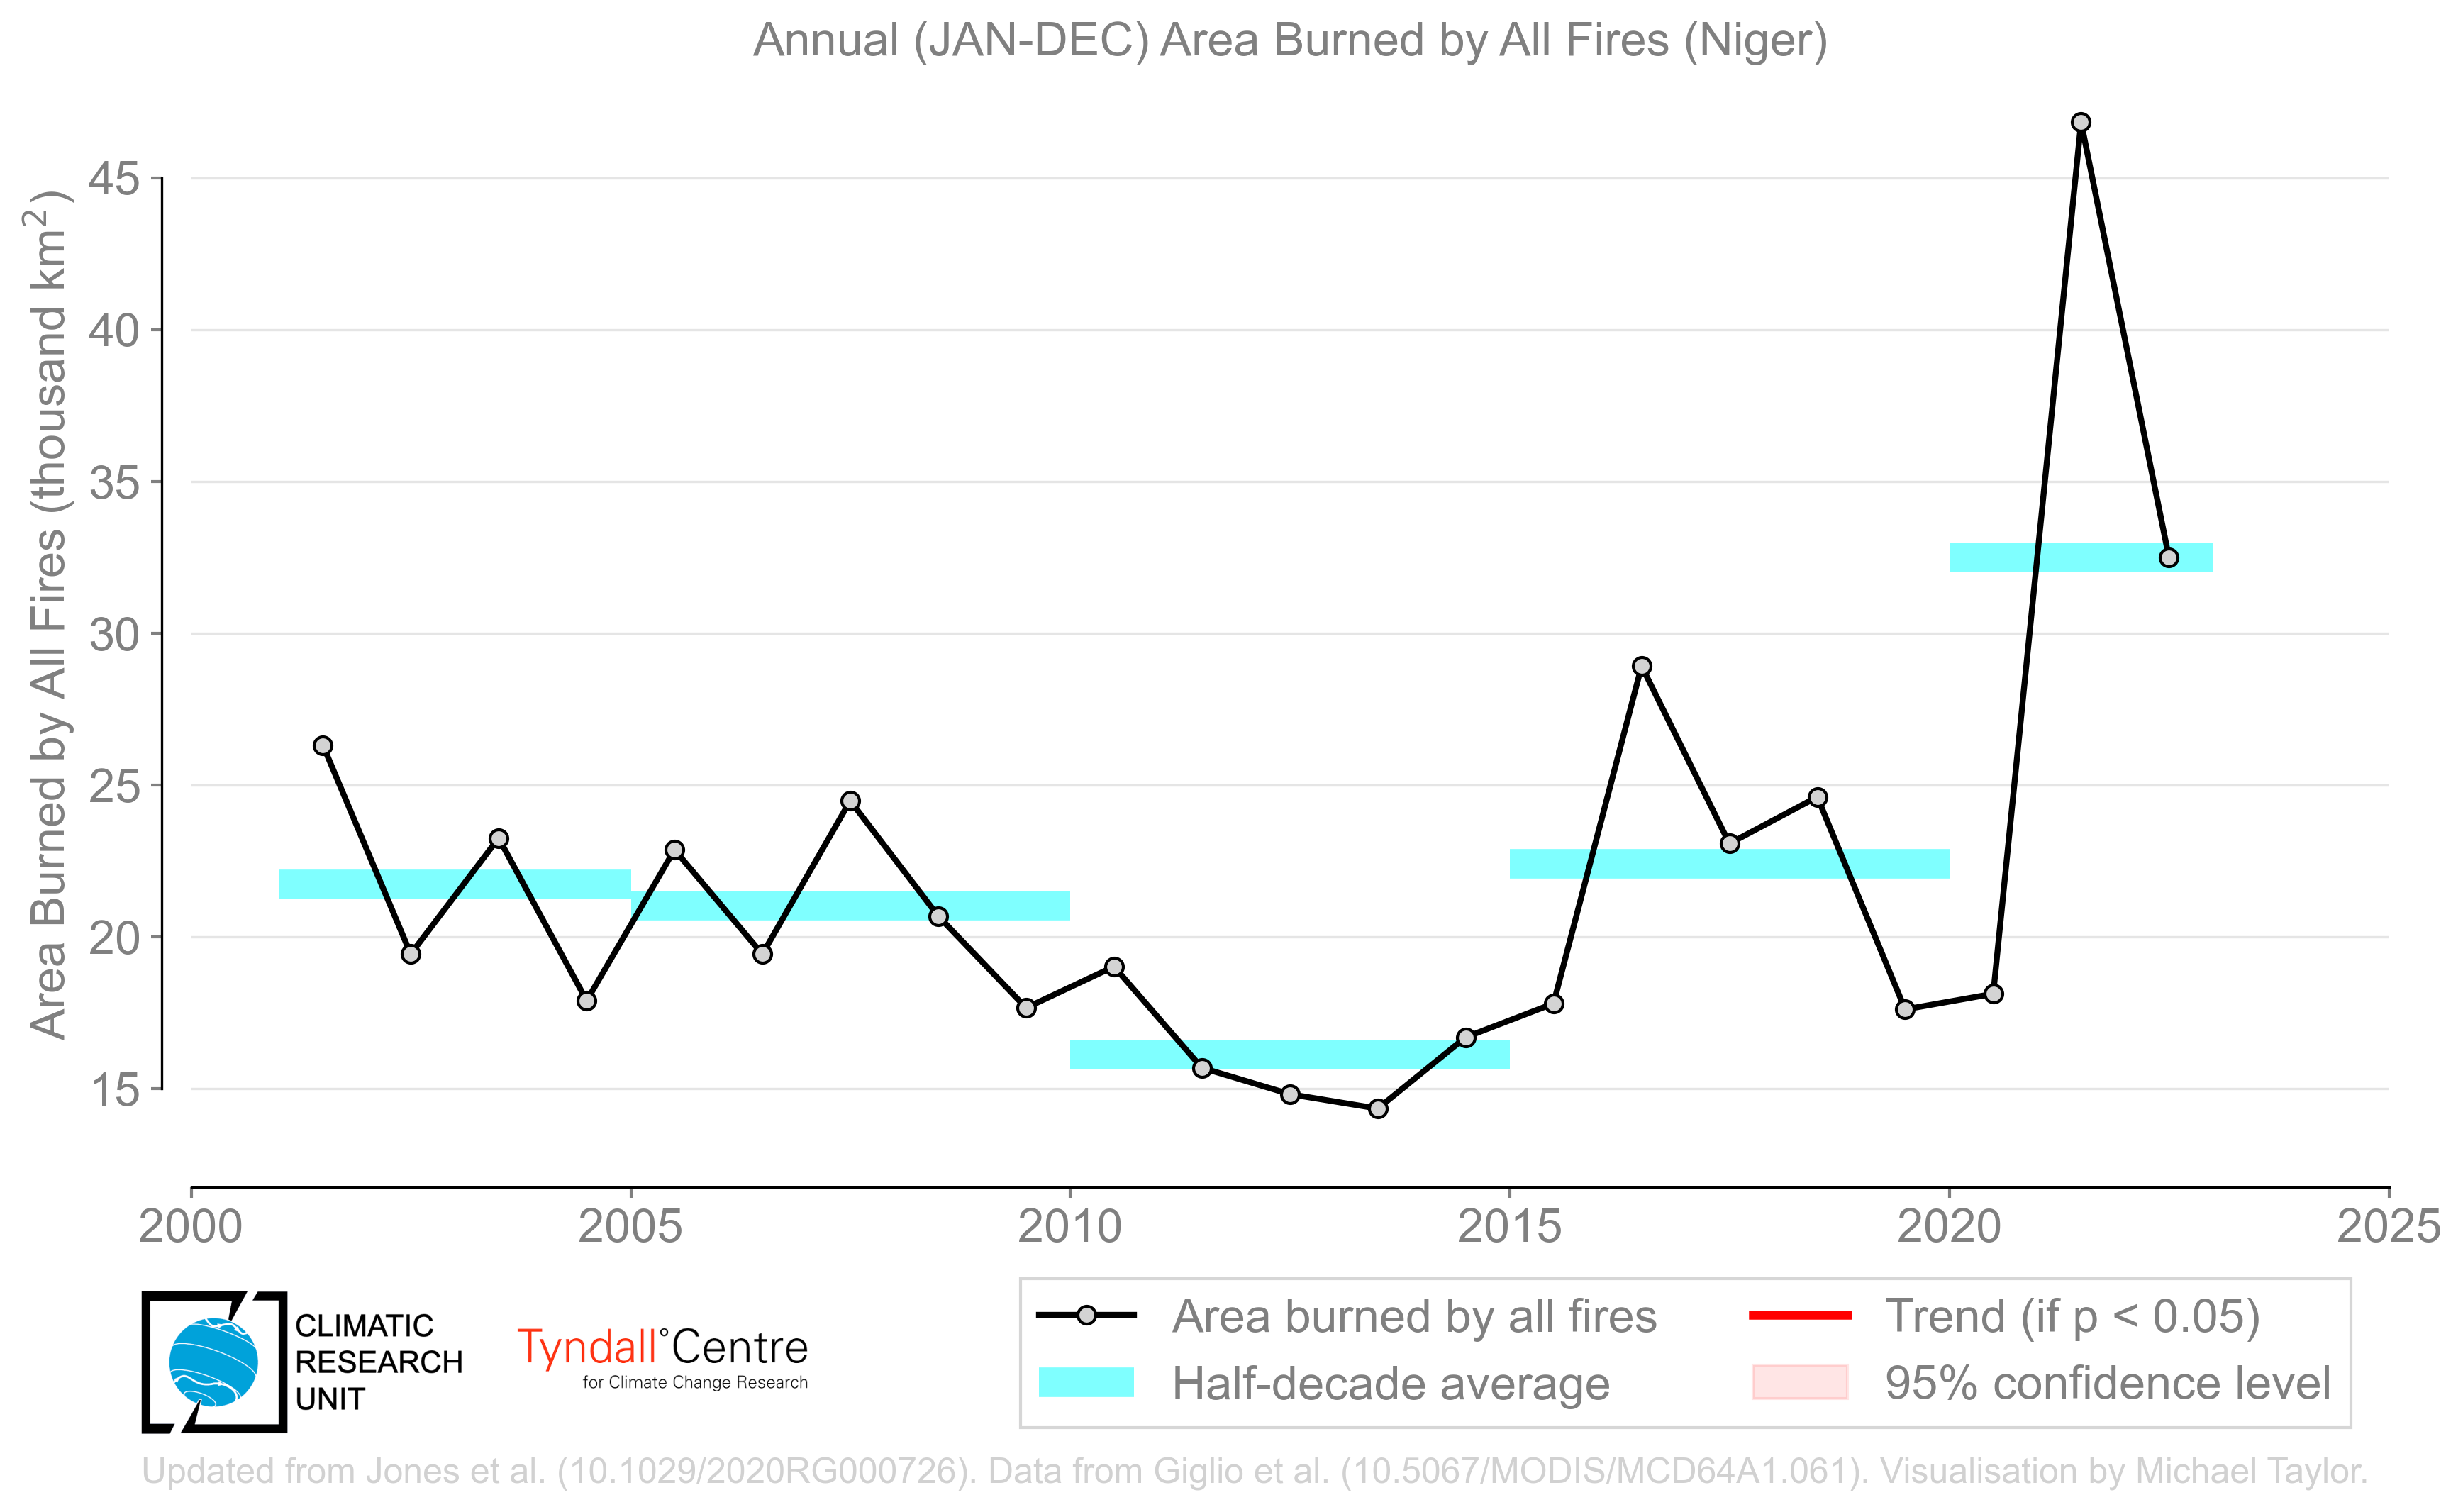 Annual (JAN-DEC) Area Burned by All Fires (Niger)
Area Burned by All Fires (thousand km²)
45
40
35
30
25
20
15
2000 2005 2010 2015 2020 2025
CLIMATIC
RESEARCH
UNIT
Tyndall°Centre
for Climate Change Research
Area burned by all fires
Half-decade average
Trend (if p < 0.05)
95% confidence level
Updated from Jones et al. (10.1029/2020RG000726). Data from Giglio et al. (10.5067/MODIS/MCD64A1.061). Visualisation by Michael Taylor.